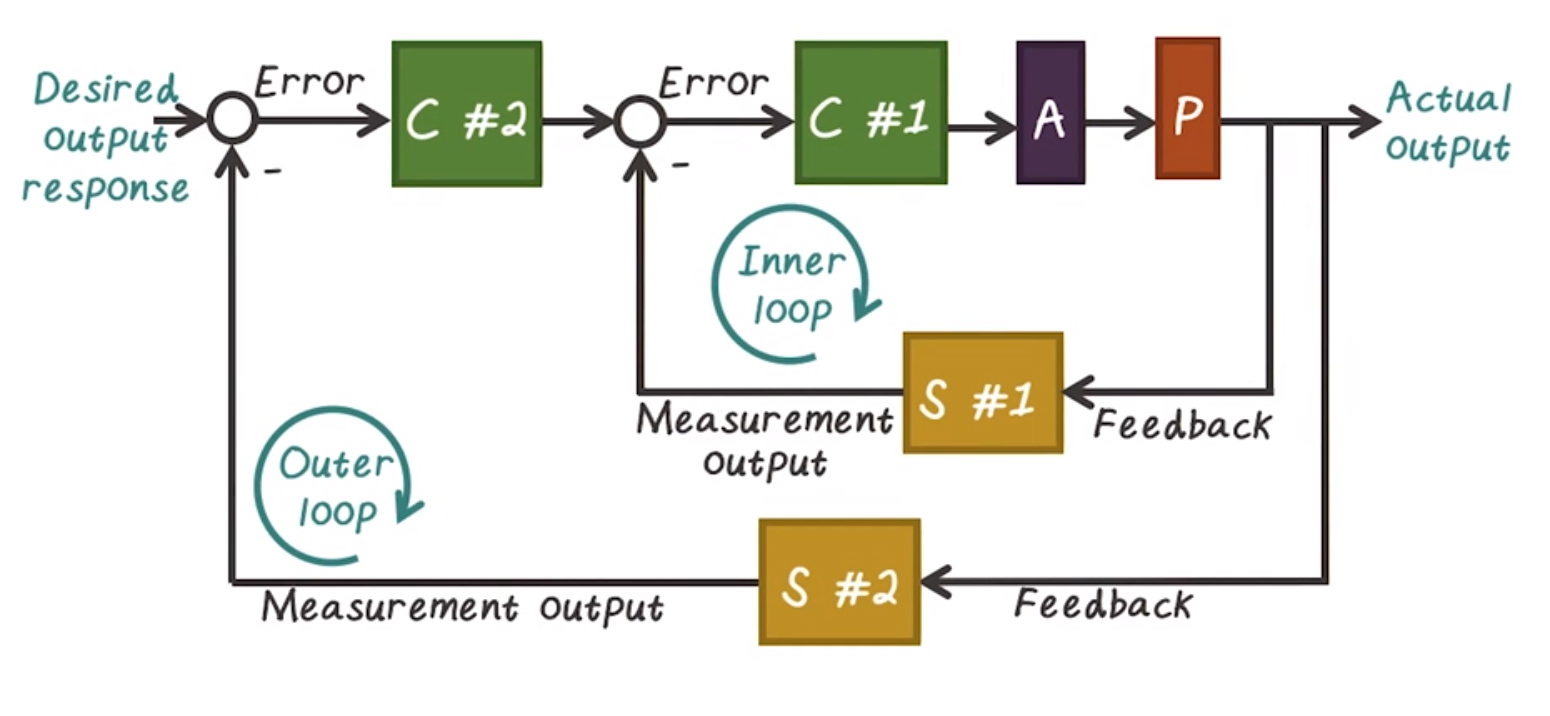 Desired
output
response
Error
-
C #2
Error
-
C #1
A
P
Actual
output
Inner
loop
S #1
Feedback
Measurement
output
Outer
loop
S #2
Feedback
Measurement output